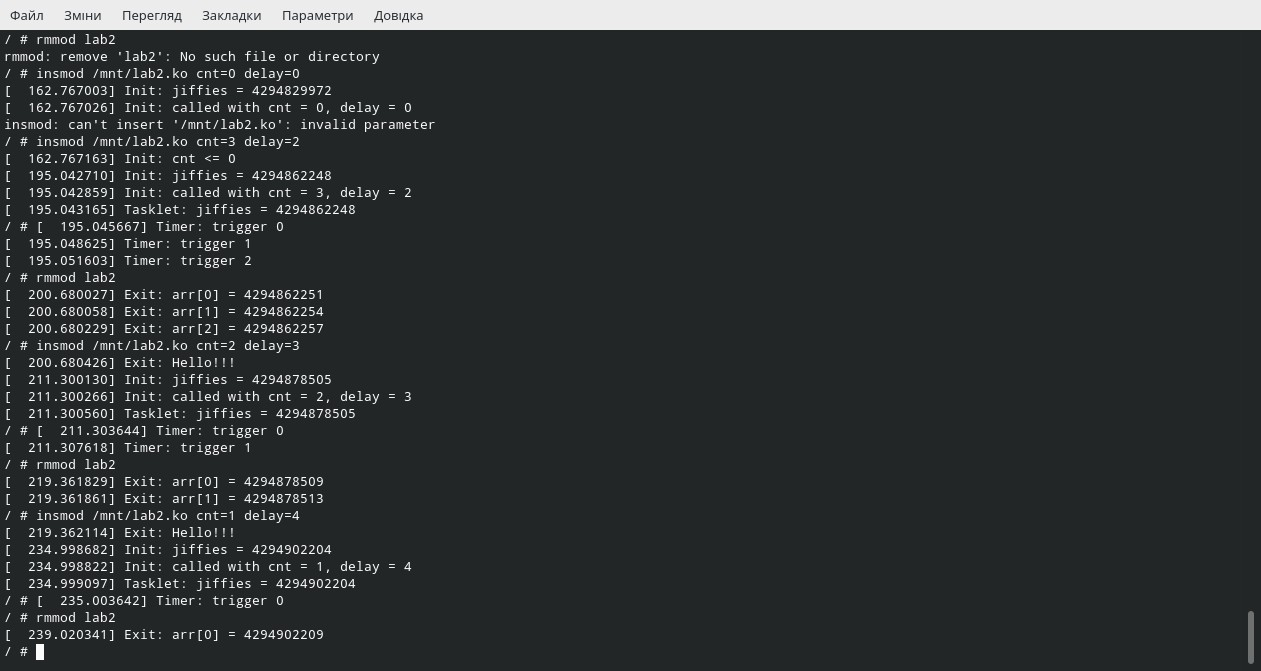 Файл Зміни Перегляд Закладки Параметри Довідка
/ # rmmod lab2
rmmod: remove 'lab2': No such file or directory
/ # insmod /mnt/lab2.ko cnt=0 delay=0
[  162.767003] Init: jiffies = 4294829972
[  162.767026] Init: called with cnt = 0, delay = 0
insmod: can't insert '/mnt/lab2.ko': invalid parameter
/ # insmod /mnt/lab2.ko cnt=3 delay=2
[  162.767163] Init: cnt <= 0
[  195.042710] Init: jiffies = 4294862248
[  195.042859] Init: called with cnt = 3, delay = 2
[  195.043165] Tasklet: jiffies = 4294862248
/ # [  195.045667] Timer: trigger 0
[  195.048625] Timer: trigger 1
[  195.051603] Timer: trigger 2
/ # rmmod lab2
[  200.680027] Exit: arr[0] = 4294862251
[  200.680058] Exit: arr[1] = 4294862254
[  200.680229] Exit: arr[2] = 4294862257
/ # insmod /mnt/lab2.ko cnt=2 delay=3
[  200.680426] Exit: Hello!!!
[  211.300130] Init: jiffies = 4294878505
[  211.300266] Init: called with cnt = 2, delay = 3
[  211.300560] Tasklet: jiffies = 4294878505
/ # [  211.303644] Timer: trigger 0
[  211.307618] Timer: trigger 1
/ # rmmod lab2
[  219.361829] Exit: arr[0] = 4294878509
[  219.361861] Exit: arr[1] = 4294878513
/ # insmod /mnt/lab2.ko cnt=1 delay=4
[  219.362114] Exit: Hello!!!
[  234.998682] Init: jiffies = 4294902204
[  234.998822] Init: called with cnt = 1, delay = 4
[  234.999097] Tasklet: jiffies = 4294902204
/ # [  235.003642] Timer: trigger 0
/ # rmmod lab2
[  239.020341] Exit: arr[0] = 4294902209
/ #